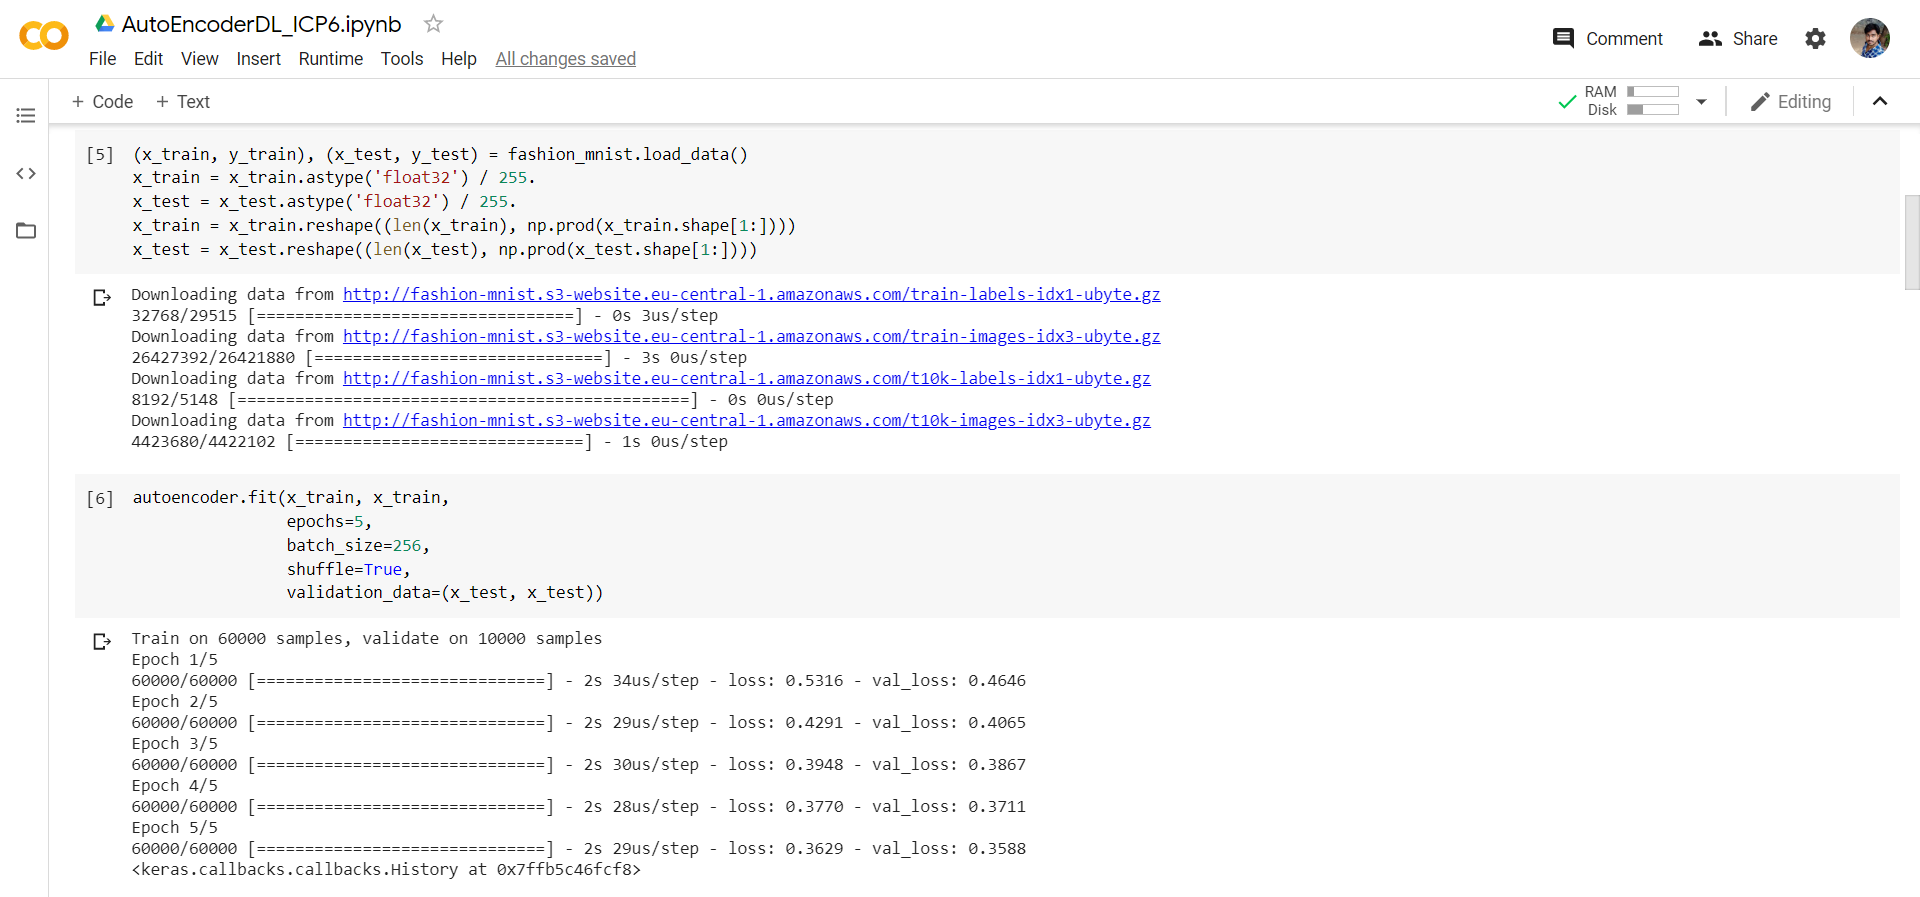 AutoEncoderDL_ICP6.ipynb
File Edit View Insert Runtime Tools Help All changes saved
Comment Share
+ Code + Text
RAM
Disk
Editing
[5] (x_train, y_train), (x_test, y_test) = fashion_mnist.load_data()
x_train = x_train.astype('float32') / 255.
x_test = x_test.astype('float32') / 255.
x_train = x_train.reshape((len(x_train), np.prod(x_train.shape[1:])))
x_test = x_test.reshape((len(x_test), np.prod(x_test.shape[1:])))
Downloading data from http://fashion-mnist.s3-website.eu-central-1.amazonaws.com/train-labels-idx1-ubyte.gz
32768/29515 [=================================] - 0s 3us/step
Downloading data from http://fashion-mnist.s3-website.eu-central-1.amazonaws.com/train-images-idx3-ubyte.gz
26427392/26421880 [==============================] - 3s 0us/step
Downloading data from http://fashion-mnist.s3-website.eu-central-1.amazonaws.com/t10k-labels-idx1-ubyte.gz
8192/5148 [===============================================] - 0s 0us/step
Downloading data from http://fashion-mnist.s3-website.eu-central-1.amazonaws.com/t10k-images-idx3-ubyte.gz
4423680/4422102 [==============================] - 1s 0us/step
[6] autoencoder.fit(x_train, x_train,
epochs=5,
batch_size=256,
shuffle=True,
validation_data=(x_test, x_test))
Train on 60000 samples, validate on 10000 samples
Epoch 1/5
60000/60000 [==============================] - 2s 34us/step - loss: 0.5316 - val_loss: 0.4646
Epoch 2/5
60000/60000 [==============================] - 2s 29us/step - loss: 0.4291 - val_loss: 0.4065
Epoch 3/5
60000/60000 [==============================] - 2s 30us/step - loss: 0.3948 - val_loss: 0.3867
Epoch 4/5
60000/60000 [==============================] - 2s 28us/step - loss: 0.3770 - val_loss: 0.3711
Epoch 5/5
60000/60000 [==============================] - 2s 29us/step - loss: 0.3629 - val_loss: 0.3588
<keras.callbacks.callbacks.History at 0x7ffb5c46fcf8>